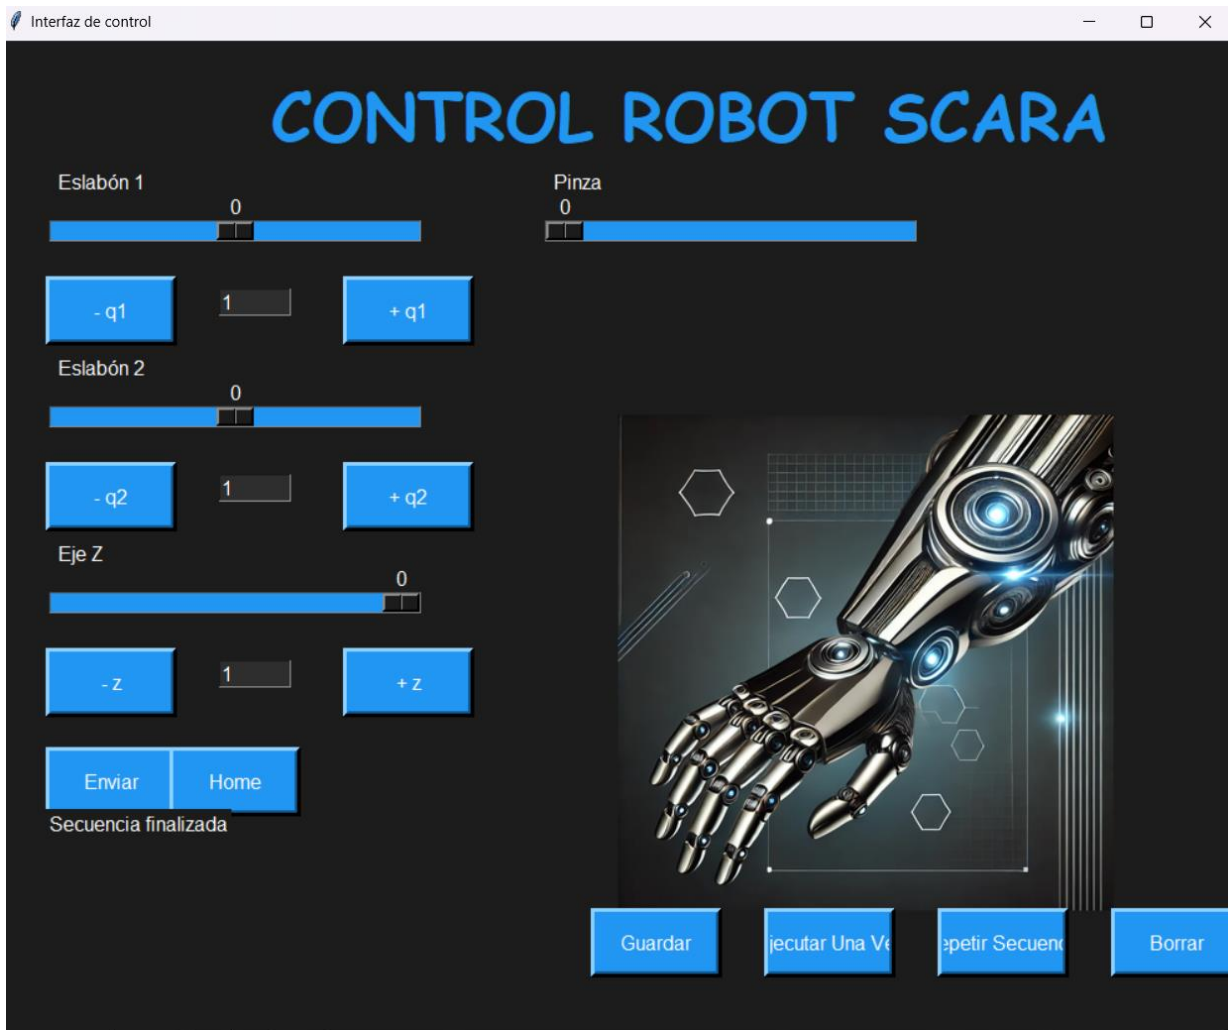 Interfaz de control
CONTROL ROBOT SCARA
Eslabón 1
0
- q1
1
+ q1
Eslabón 2
0
- q2
1
+ q2
Eje Z
0
- z
1
+ z
Enviar
Home
Secuencia finalizada
Pinza
0
Guardar
jecutar Una Ve
epetir Secuenc
Borrar